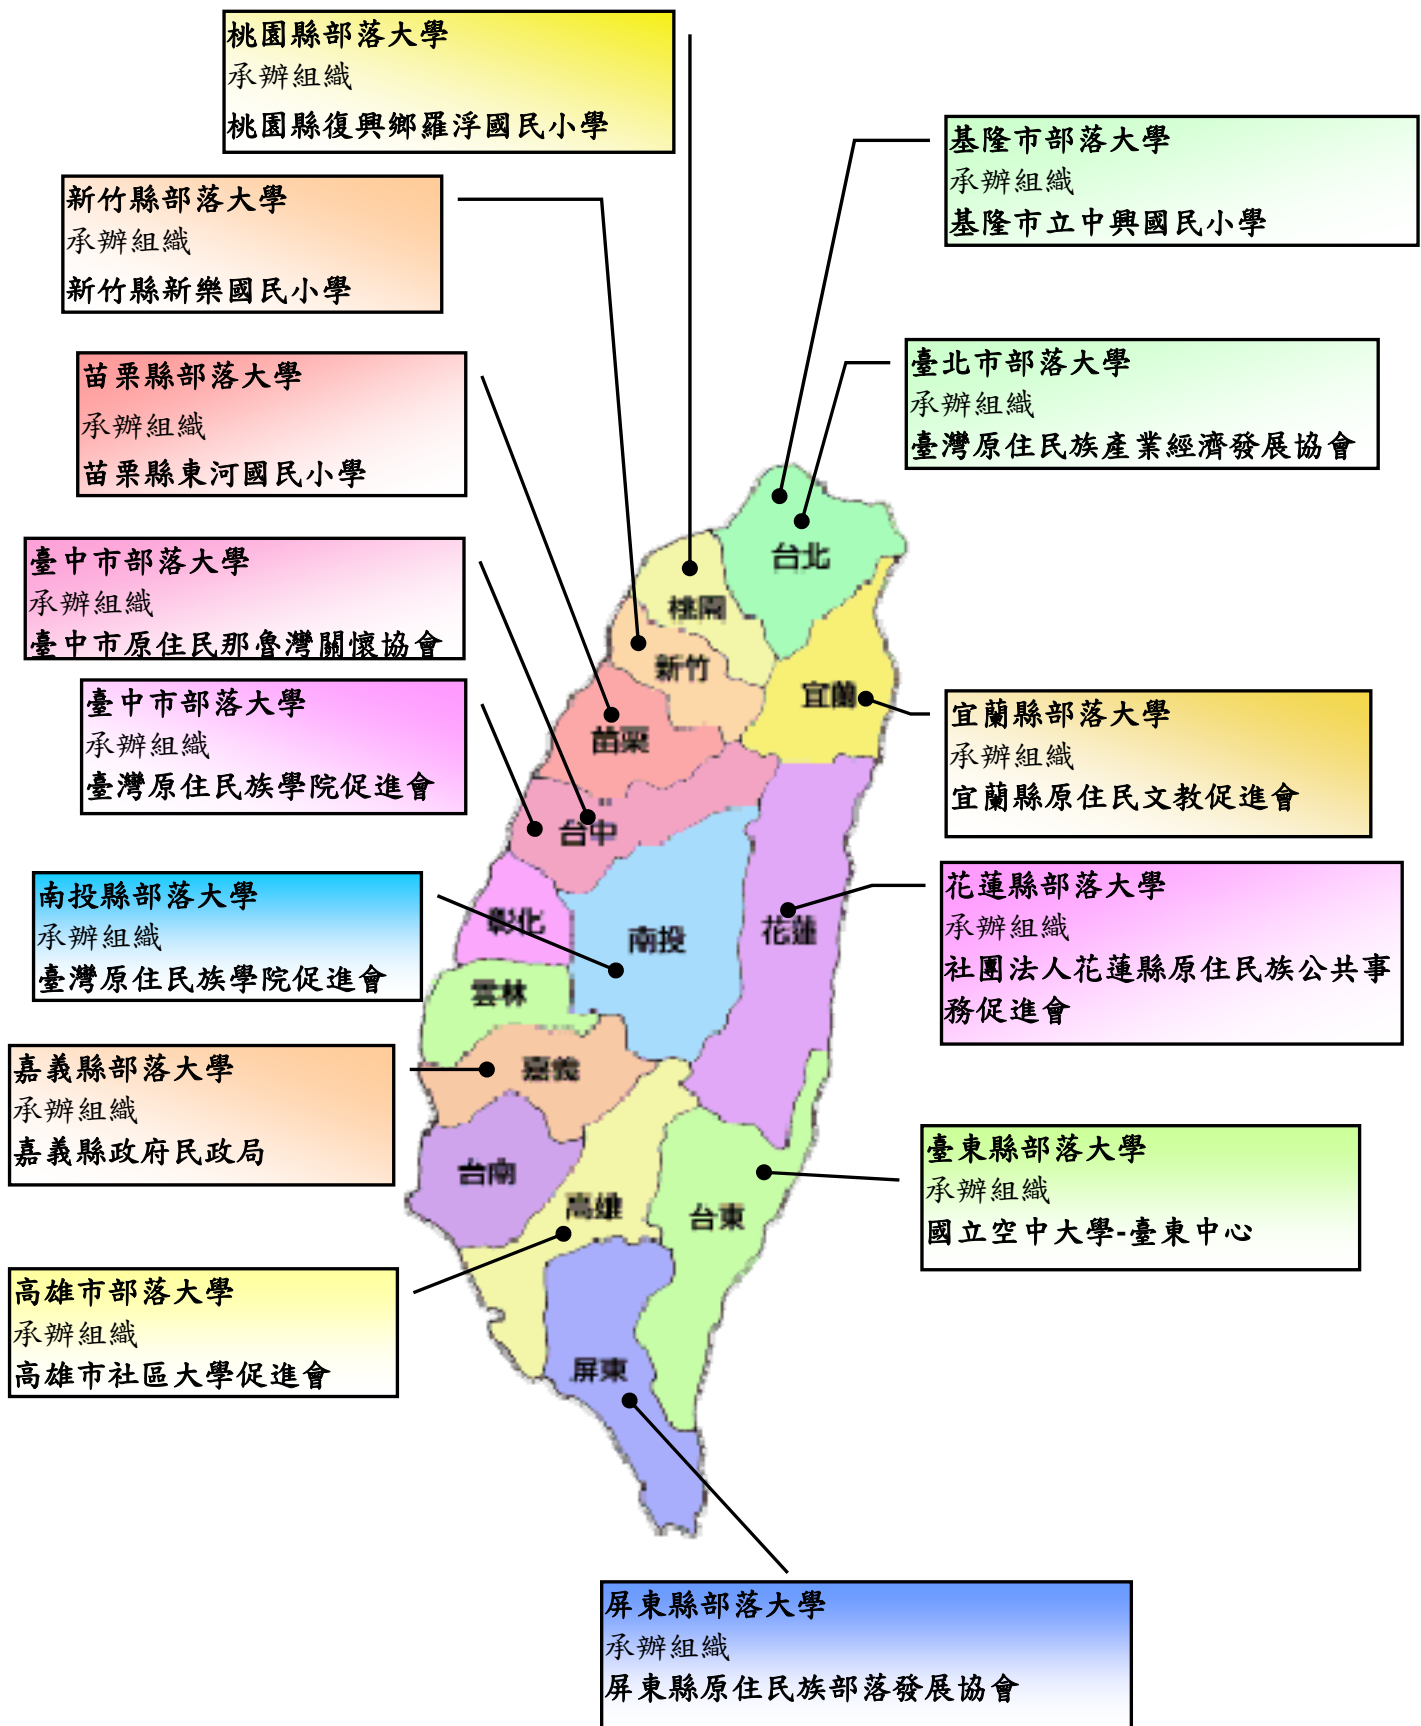 桃園縣部落大學
承辦組織
桃園縣復興鄉羅浮國民小學
基隆市部落大學
承辦組織
基隆市立中興國民小學
新竹縣部落大學
承辦組織
新竹縣新樂國民小學
臺北市部落大學
承辦組織
臺灣原住民族產業經濟發展協會
苗栗縣部落大學
承辦組織
苗栗縣東河國民小學
臺中市部落大學
承辦組織
臺中市原住民那魯灣關懷協會
臺中市部落大學
承辦組織
臺灣原住民族學院促進會
宜蘭縣部落大學
承辦組織
宜蘭縣原住民文教促進會
南投縣部落大學
承辦組織
臺灣原住民族學院促進會
花蓮縣部落大學
承辦組織
社團法人花蓮縣原住民族公共事
務促進會
嘉義縣部落大學
承辦組織
嘉義縣政府民政局
臺東縣部落大學
承辦組織
國立空中大學-臺東中心
高雄市部落大學
承辦組織
高雄市社區大學促進會
屏東縣部落大學
承辦組織
屏東縣原住民族部落發展協會
台北
桃園
新竹
宜蘭
苗栗
台中
彰化
南投
花蓮
雲林
嘉義
台南
高雄
台東
屏東